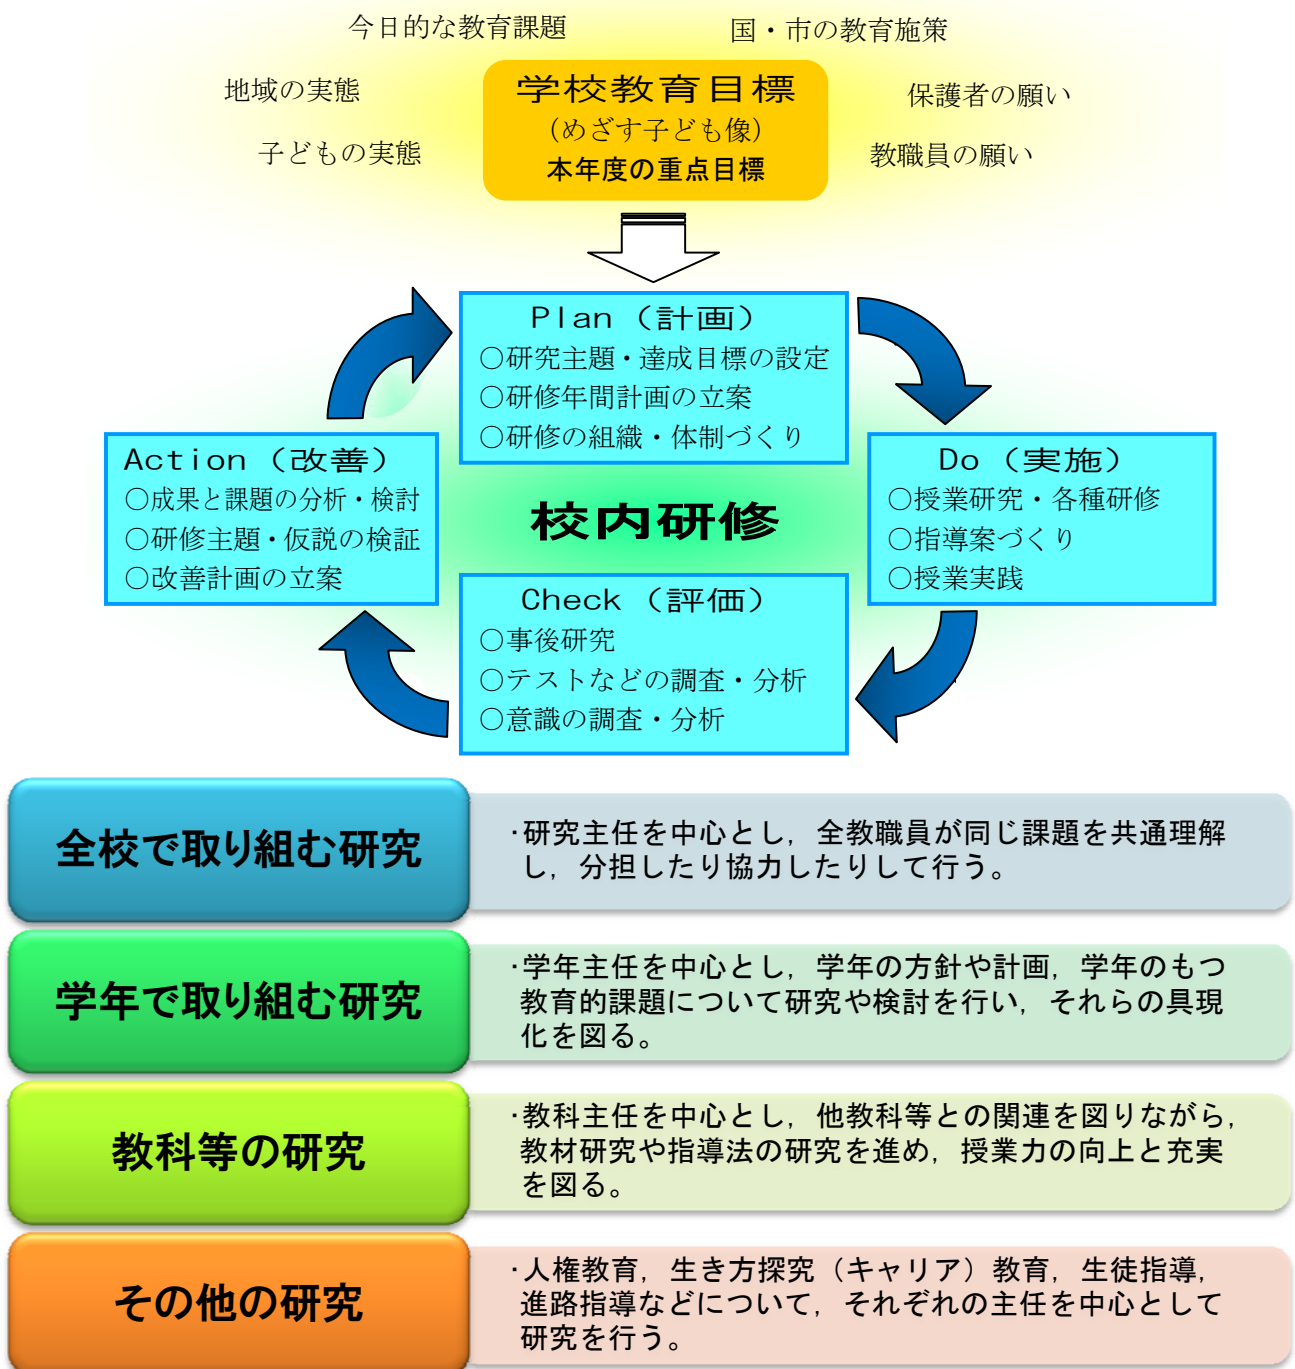 今日的な教育課題
国・市の教育施策
地域の実態
学校教育目標
保護者の願い
(めざす子ども像)
子どもの実態
教職員の願い
本年度の重点目標
Plan（計画）
○研究主題・達成目標の設定
○研修年間計画の立案
○研修の組織・体制づくり
Action（改善）
○成果と課題の分析・検討
○研修主題・仮説の検証
○改善計画の立案
校内研修
Do（実施）
○授業研究・各種研修
○指導案づくり
○授業実践
Check（評価）
○事後研究
○テストなどの調査・分析
○意識の調査・分析
全校で取り組む研究
・研究主任を中心とし，全教職員が同じ課題を共通理解
し，分担したり協力したりして行う。
学年で取り組む研究
・学年主任を中心とし，学年の方針や計画，学年のもつ
教育的課題について研究や検討を行い，それらの具現
化を図る。
教科等の研究
・教科主任を中心とし，他教科等との関連を図りながら，
教材研究や指導法の研究を進め，授業力の向上と充実
を図る。
その他の研究
・人権教育，生き方探究（キャリア）教育，生徒指導，
進路指導などについて，それぞれの主任を中心として
研究を行う。